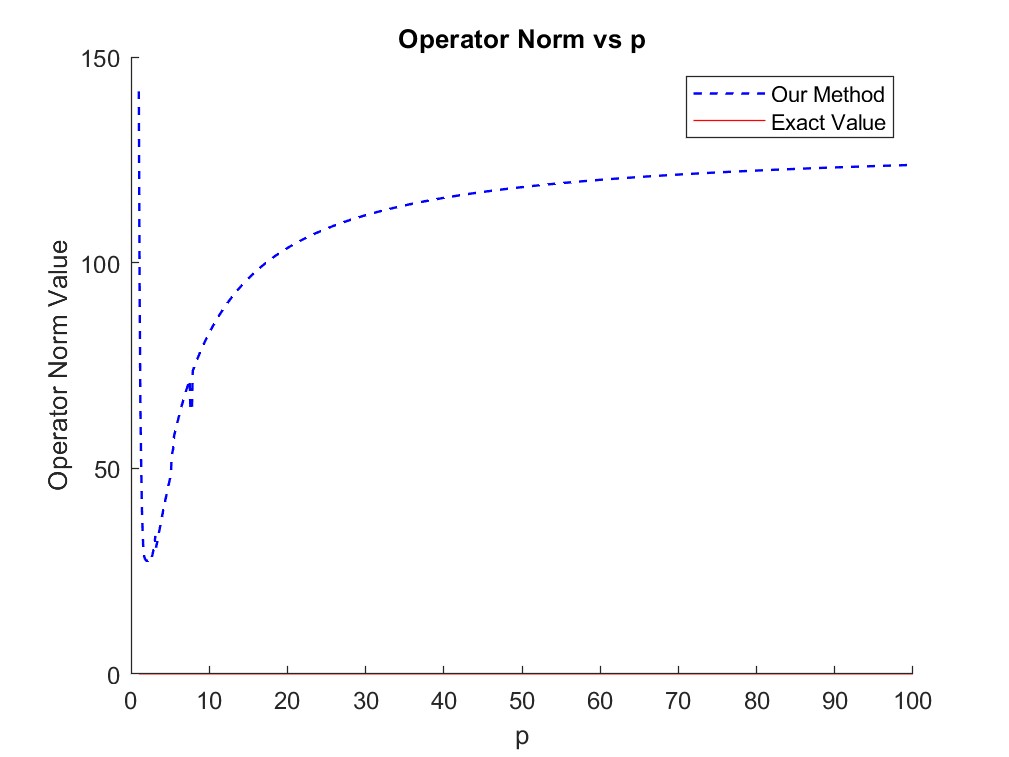 Operator Norm vs p
Our Method
Exact Value
Operator Norm Value
150
100
50
0
0 10 20 30 40 50 60 70 80 90 100
p